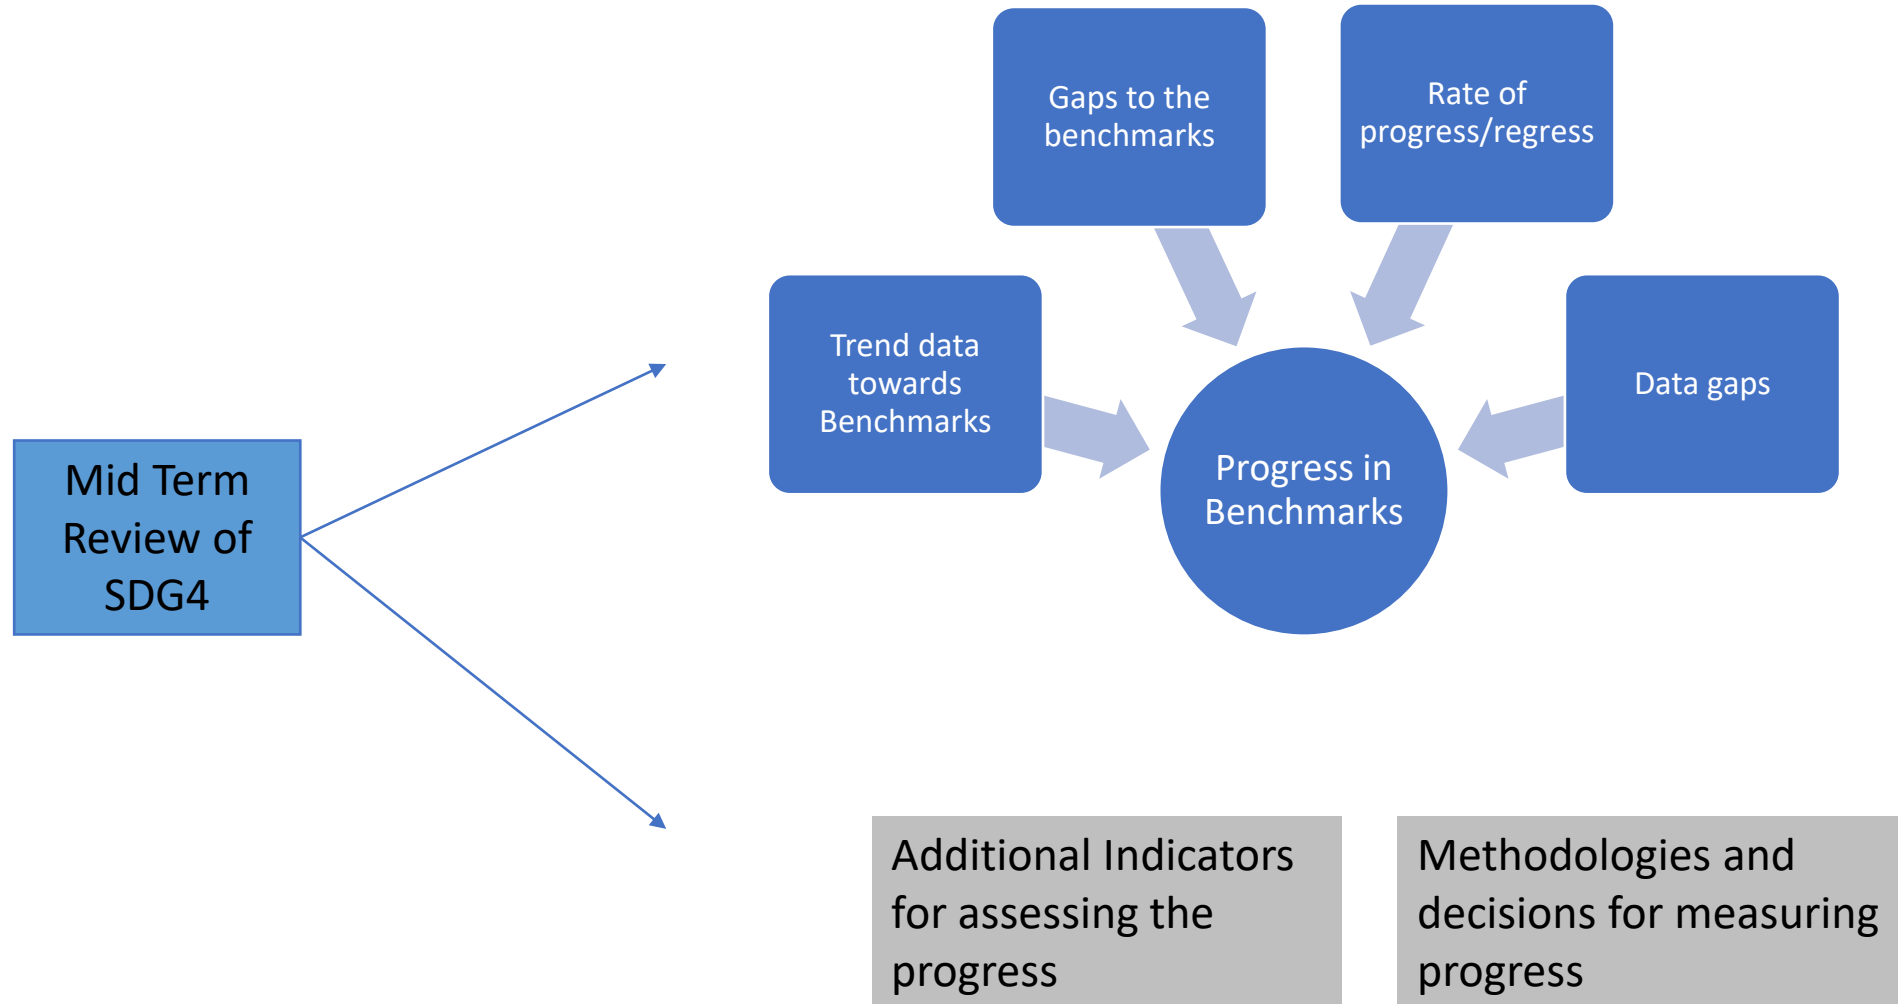 Gaps to the
benchmarks
Rate of
progress/regress
Trend data
towards
Benchmarks
Data gaps
Progress in
Benchmarks
Mid Term
Review of
SDG4
Additional Indicators
for assessing the
progress
Methodologies and
decisions for measuring
progress